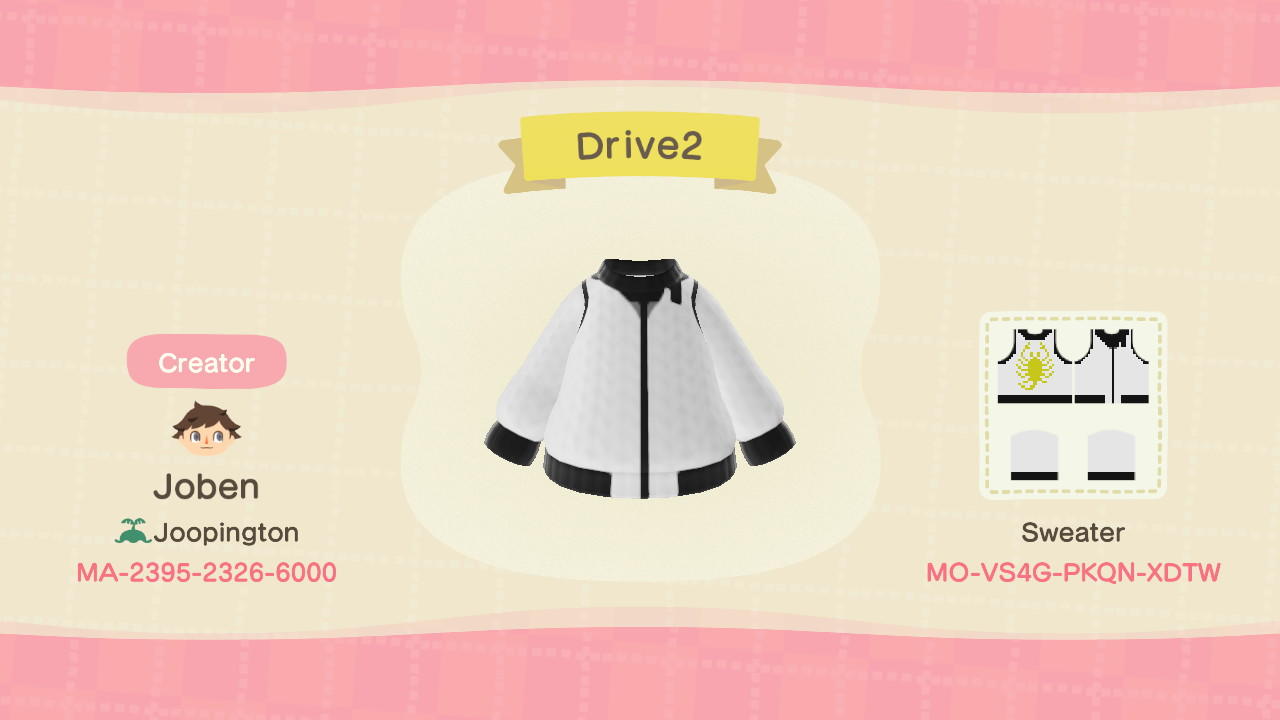 Drive2
Creator
Joben
Joopington
MA-2395-2326-6000
Sweater
MO-VS4G-PKQN-XDTW